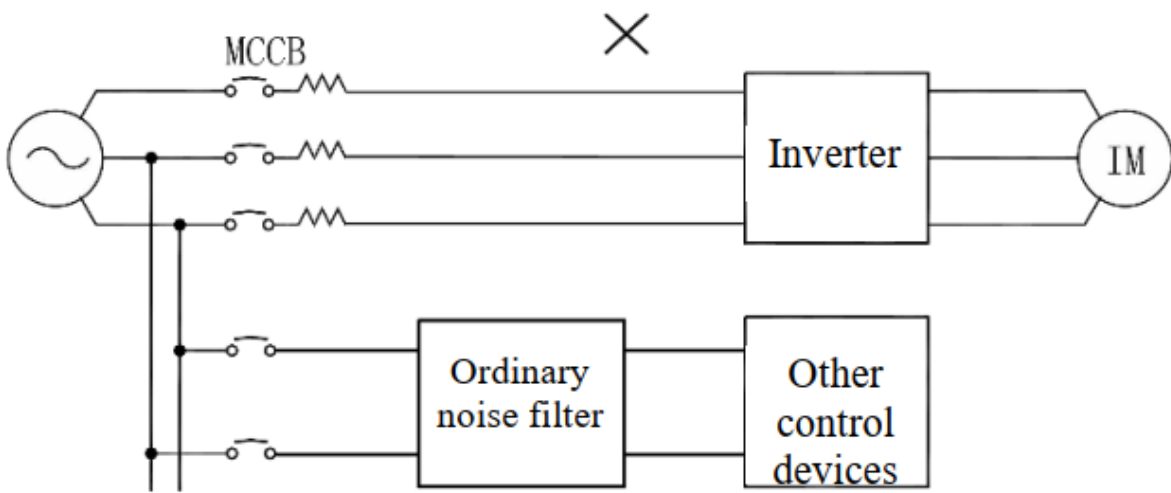 MCCB
Inverter
IM
Ordinary
noise filter
Other
control
devices